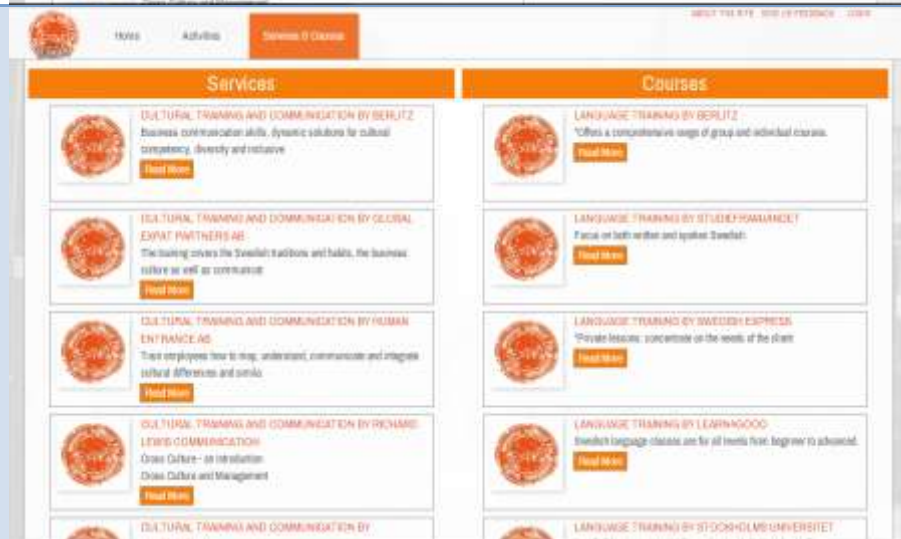 ABOUT THE SITE
LOGIN
Home
Activities
Services & Courses
Services
CULTURAL TRAINING AND COMMUNICATION BY BERLITZ
Business communication skills, dynamic solutions for cultural
competency, diversity and inclusive
Read More
CULTURAL TRAINING AND COMMUNICATION BY GLOBAL
EXPAT PARTNERS AB
The training covers the Swedish traditions and habits, the business
culture as well as communicat
Read More
CULTURAL TRAINING AND COMMUNICATION BY HUMAN
ENTRANCE AB
Train employees how to map, understand, communicate and integrate
cultural differences and similia
Read More
CULTURAL TRAINING AND COMMUNICATION BY RICHARD
LEWIS COMMUNICATION
Cross Culture - an introduction
Cross Culture and Management
Read More
CULTURAL TRAINING AND COMMUNICATION BY
Courses
LANGUAGE TRAINING BY BERLITZ
*Offers a comprehensive range of group and individual courses.
Read More
LANGUAGE TRAINING BY STUDIEFRAMJANDET
Focus on both written and spoken Swedish
Read More
LANGUAGE TRAINING BY SWEDISH EXPRESS
*Private lessons; concentrate on the needs of the client
Read More
LANGUAGE TRAINING BY LEARN4GOOD
Swedish language classes are for all levels from beginner to advanced.
Read More
LANGUAGE TRAINING BY STOCKHOLMS UNIVERSITET